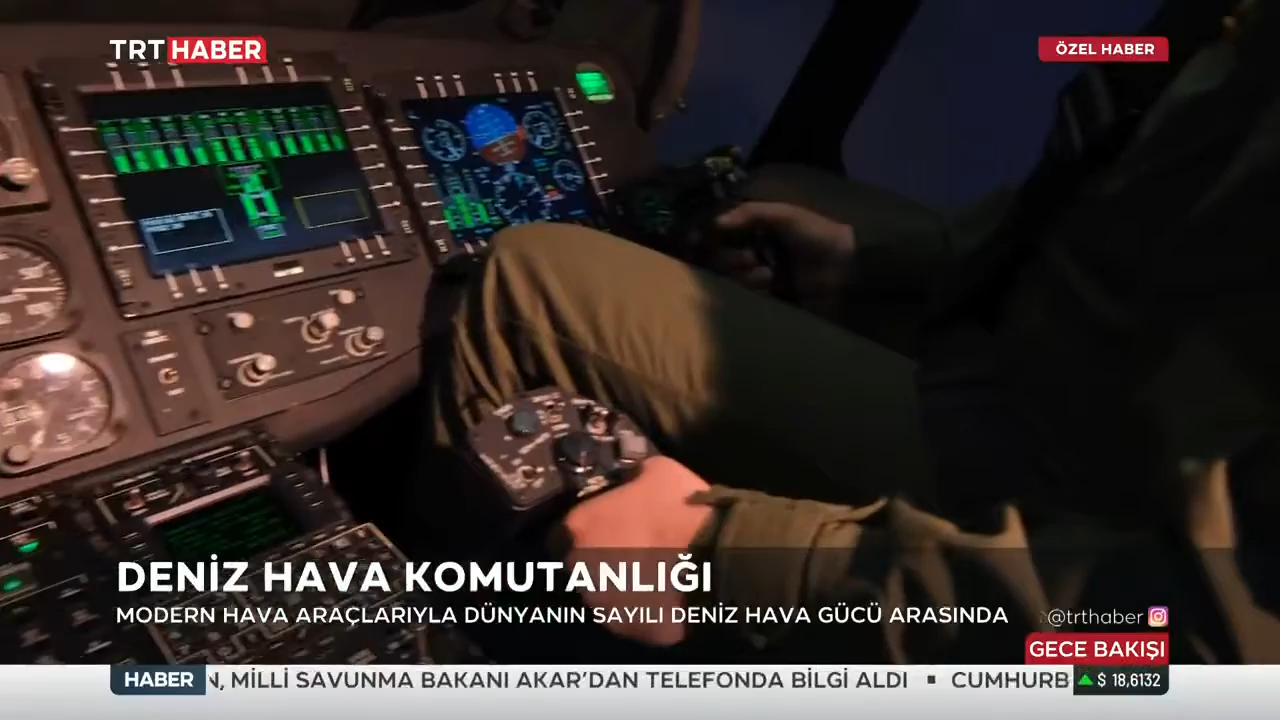 TRT HABER
ÖZEL HABER
DENİZ HAVA KOMUTANLIĞI
MODERN HAVA ARAÇLARIYLA DÜNYANIN SAYILI DENİZ HAVA GÜCÜ ARASINDA
@trthaber
GECE BAKIŞI
HABER N, MİLLİ SAVUNMA BAKANI AKAR'DAN TELEFONDA BİLGİ ALDI ▪ CUMHURB $ 18,6132